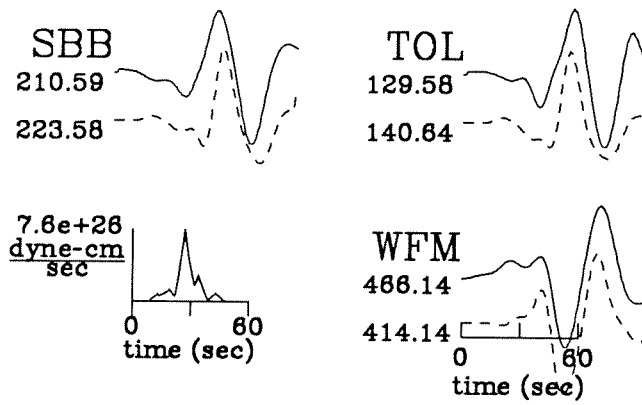 SBB
210.59
223.58
TOL
129.58
140.64
7.6e+26
dyne-cm
sec
0 60
time (sec)
WFM
466.14
414.14
0 60
time (sec)